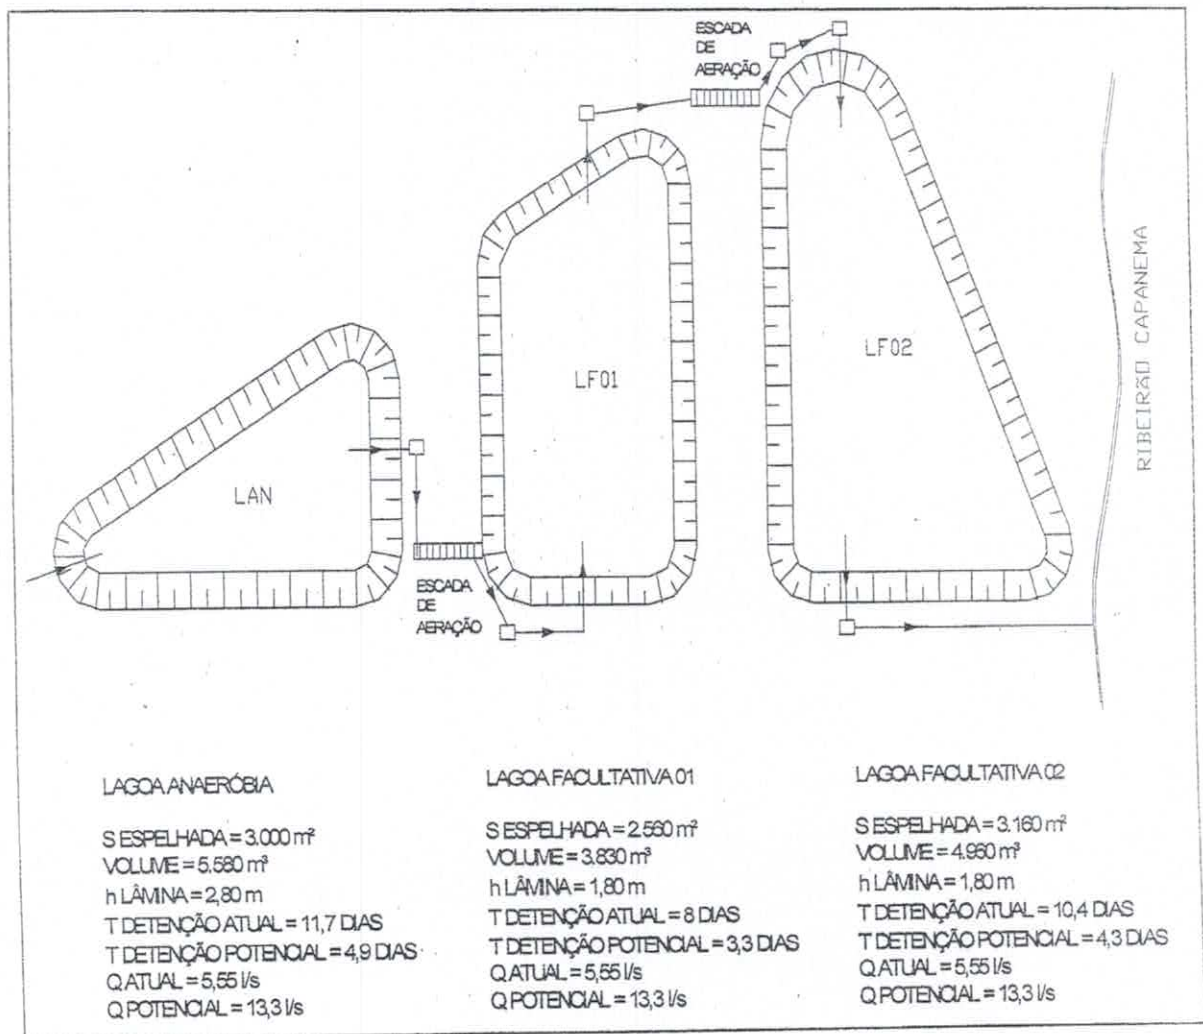 ESCADA
DE
AERAÇÃO
LF02
LF01
RIBEIRÃO CAPANEMA
LAN
ESCADA
DE
AERAÇÃO
LAGOA ANAERÓBIA
S ESPELHADA = 3.000 m²
VOLUME = 5.580 m³
h LÂMINA = 2,80 m
T DETENÇÃO ATUAL = 11,7 DIAS
T DETENÇÃO POTENCIAL = 4,9 DIAS
Q ATUAL = 5,55 l/s
Q POTENCIAL = 13,3 l/s
LAGOA FACULTATIVA 01
S ESPELHADA = 2.560 m²
VOLUME = 3.830 m³
h LÂMINA = 1,80 m
T DETENÇÃO ATUAL = 8 DIAS
T DETENÇÃO POTENCIAL = 3,3 DIAS
Q ATUAL = 5,55 l/s
Q POTENCIAL = 13,3 l/s
LAGOA FACULTATIVA 02
S ESPELHADA = 3.160 m²
VOLUME = 4.960 m³
h LÂMINA = 1,80 m
T DETENÇÃO ATUAL = 10,4 DIAS
T DETENÇÃO POTENCIAL = 4,3 DIAS
Q ATUAL = 5,55 l/s
Q POTENCIAL = 13,3 l/s